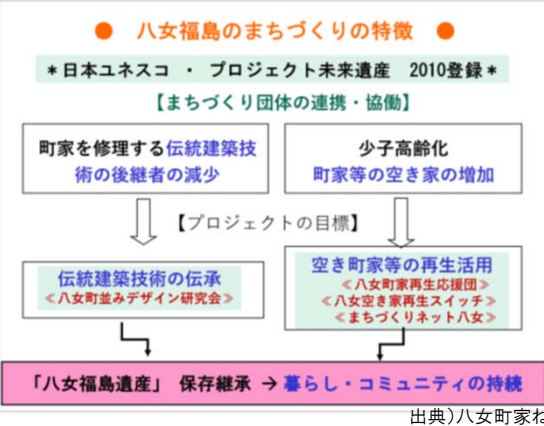 ● 八女福島のまちづくりの特徴 ●
＊日本ユネスコ ・ プロジェクト未来遺産 2010登録＊
【まちづくり団体の連携・協働】
町家を修理する伝統建築技
術の後継者の減少
少子高齢化
町家等の空き家の増加
【プロジェクトの目標】
伝統建築技術の伝承
≪八女町並みデザイン研究会≫
空き町家等の再生活用
≪八女町家再生応援団≫
≪八女空き家再生スイッチ≫
≪まちづくりネット八女≫
「八女福島遺産」 保存継承 → 暮らし・コミュニティの持続
出典)八女町家ね